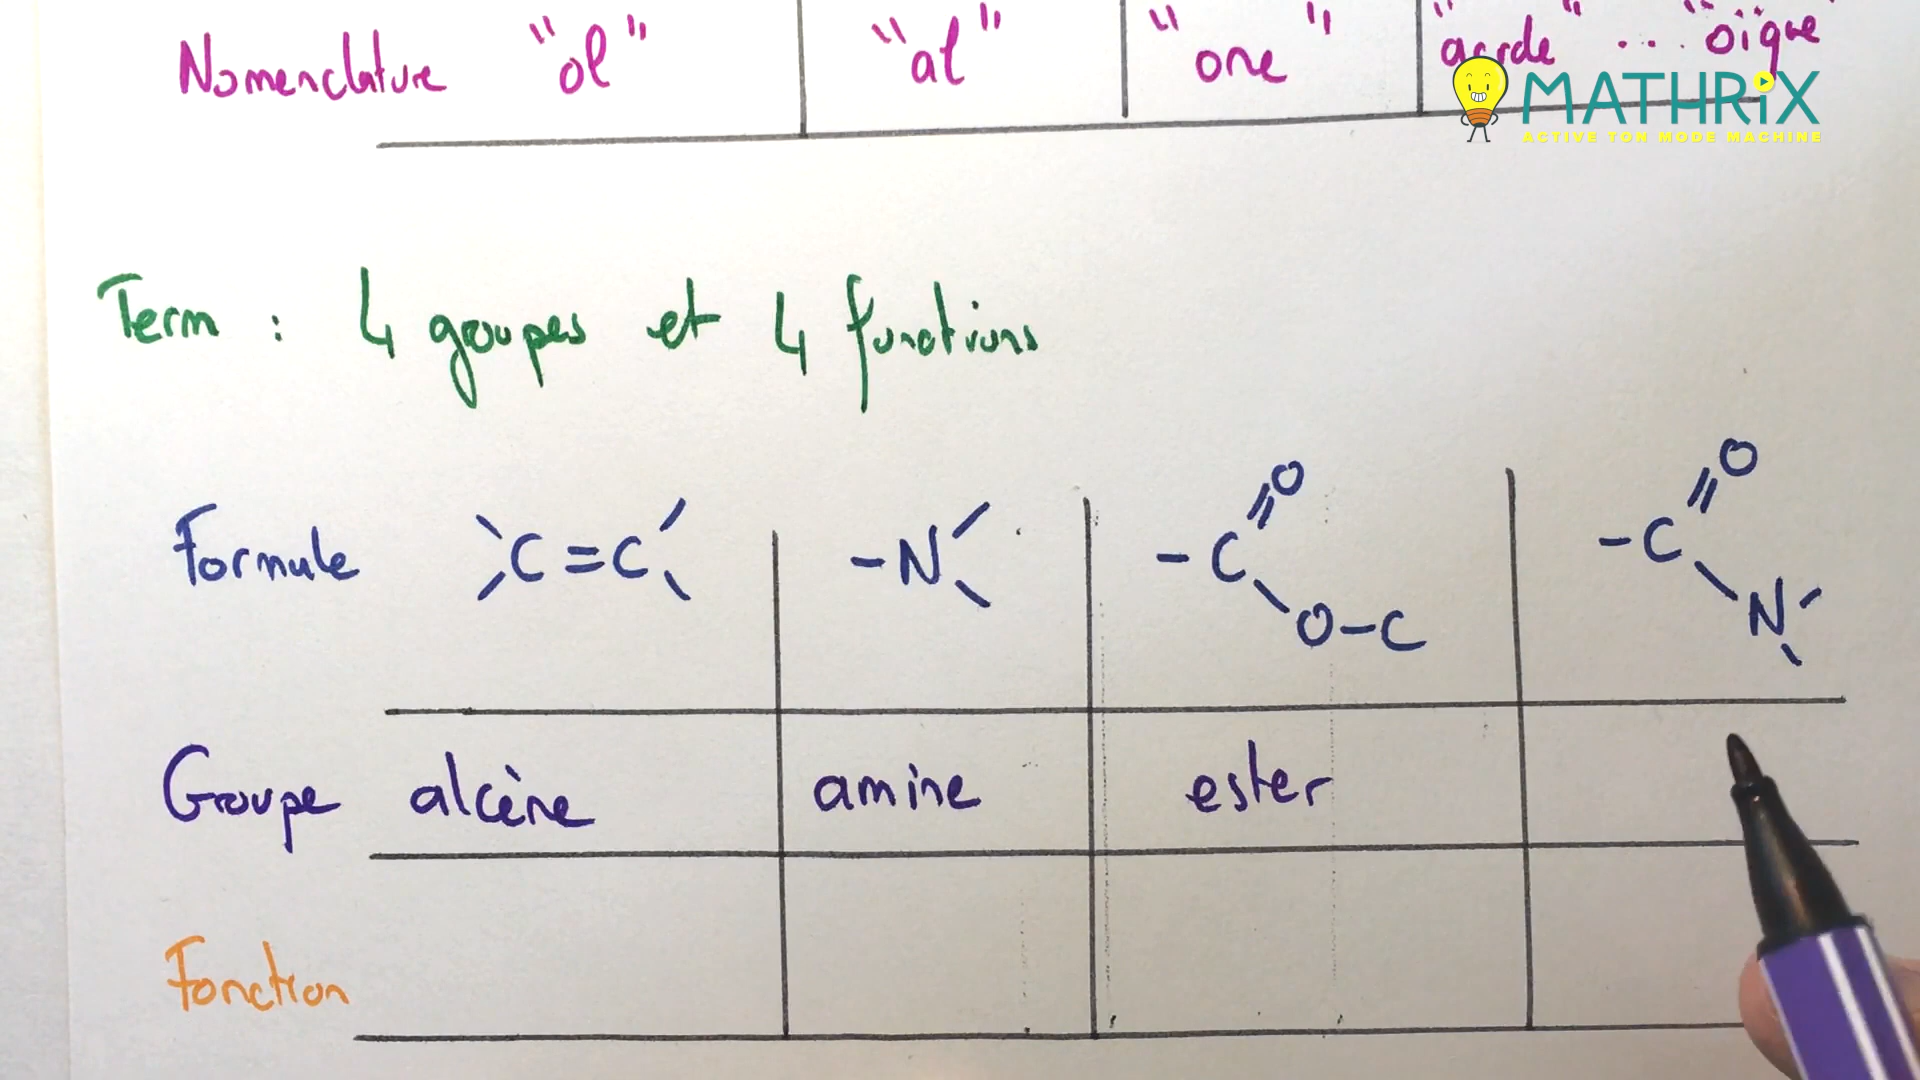 Nomenclature "ol" "al" "one" "acide" ... "oïque"
MATHRiX
ACTIVE TON MODE MACHINE
Term : 4 goupes et 4 fonctions
Formule C=C -N -C O O-C -C O N
Groupe alcène amine ester
Fonction